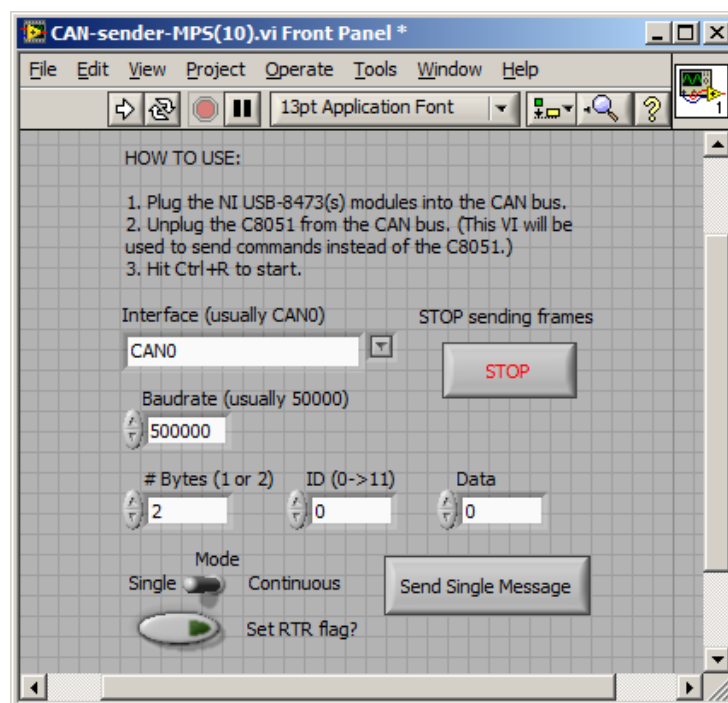 CAN-sender-MPS(10).vi Front Panel *
File Edit View Project Operate Tools Window Help
13pt Application Font
1
HOW TO USE:
1. Plug the NI USB-8473(s) modules into the CAN bus.
2. Unplug the C8051 from the CAN bus. (This VI will be
used to send commands instead of the C8051.)
3. Hit Ctrl+R to start.
Interface (usually CAN0)
STOP sending frames
CAN0
STOP
Baudrate (usually 50000)
500000
# Bytes (1 or 2) ID (0->11) Data
2 0 0
Mode
Single Continuous
Send Single Message
Set RTR flag?